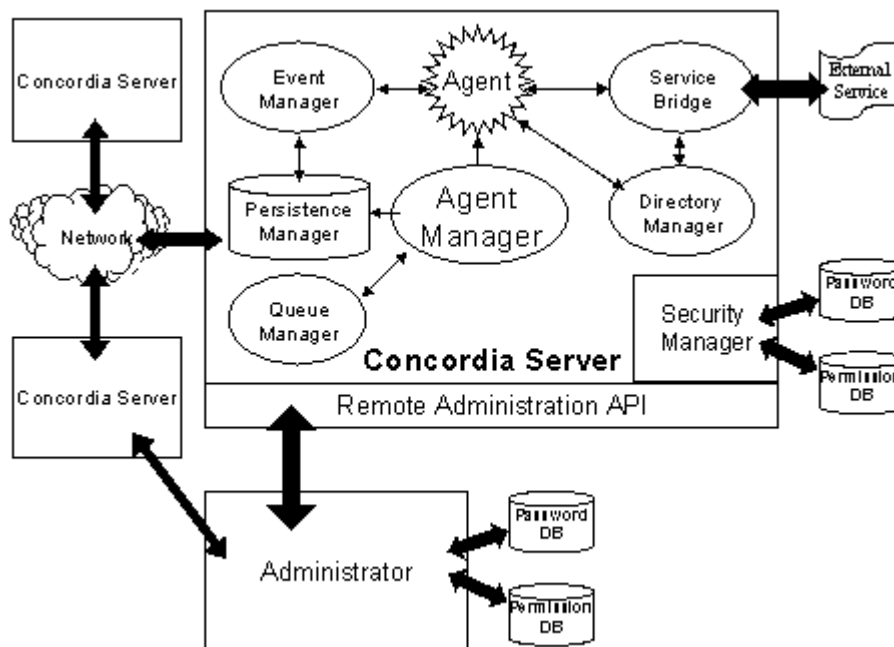 Concordia Server
Event
Manager
Agent
Service
Bridge
External
Service
Network
Persistence
Manager
Agent
Manager
Directory
Manager
Queue
Manager
Security
Manager
Password
DB
Permission
DB
Concordia Server
Concordia Server
Remote Administration API
Administrator
Password
DB
Permission
DB